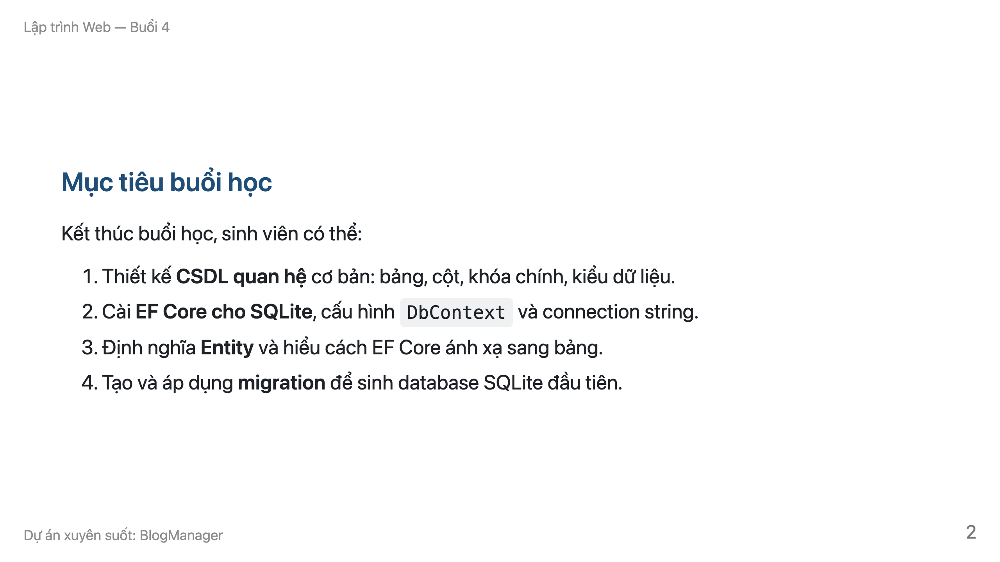 Lập trình Web — Buổi 4
Mục tiêu buổi học
Kết thúc buổi học, sinh viên có thể:
1. Thiết kế CSDL quan hệ cơ bản: bảng, cột, khóa chính, kiểu dữ liệu.
2. Cài EF Core cho SQLite, cấu hình DbContext và connection string.
3. Định nghĩa Entity và hiểu cách EF Core ánh xạ sang bảng.
4. Tạo và áp dụng migration để sinh database SQLite đầu tiên.
Dự án xuyên suốt: BlogManager
2